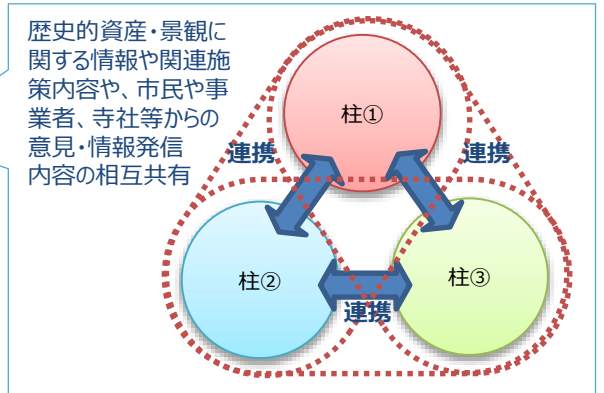 歴史的資産・景観に
関する情報や関連施
策内容や、市民や事
業者、寺社等からの
意見・情報発信
内容の相互共有
柱①
連携
連携
柱②
柱③
連携